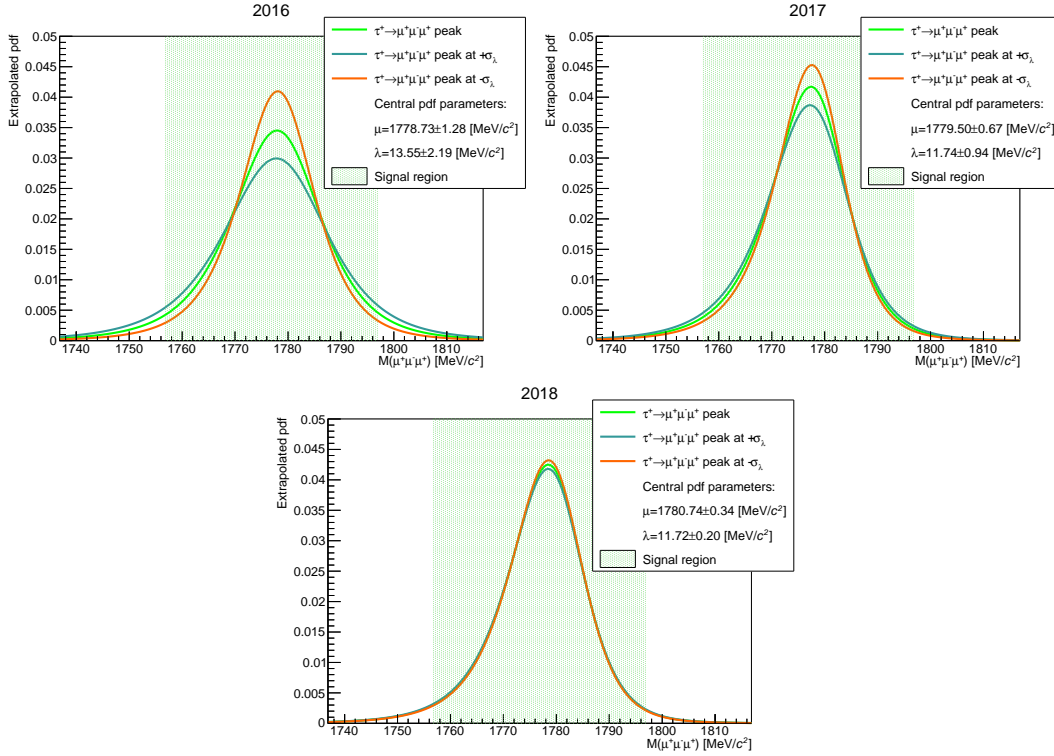 2016
Extrapolated pdf
0.05
0.045
0.04
0.035
0.03
0.025
0.02
0.015
0.01
0.005
0
τ⁺→μ⁺μ⁻μ⁺ peak
τ⁺→μ⁺μ⁻μ⁺ peak at +σλ
τ⁺→μ⁺μ⁻μ⁺ peak at -σλ
Central pdf parameters:
μ=1778.73±1.28 [MeV/c²]
λ=13.55±2.19 [MeV/c²]
Signal region
1740 1750 1760 1770 1780 1790 1800 1810
M(μ⁺μ⁻μ⁺) [MeV/c²]
2017
Extrapolated pdf
0.05
0.045
0.04
0.035
0.03
0.025
0.02
0.015
0.01
0.005
0
τ⁺→μ⁺μ⁻μ⁺ peak
τ⁺→μ⁺μ⁻μ⁺ peak at +σλ
τ⁺→μ⁺μ⁻μ⁺ peak at -σλ
Central pdf parameters:
μ=1779.50±0.67 [MeV/c²]
λ=11.74±0.94 [MeV/c²]
Signal region
1740 1750 1760 1770 1780 1790 1800 1810
M(μ⁺μ⁻μ⁺) [MeV/c²]
2018
Extrapolated pdf
0.05
0.045
0.04
0.035
0.03
0.025
0.02
0.015
0.01
0.005
0
τ⁺→μ⁺μ⁻μ⁺ peak
τ⁺→μ⁺μ⁻μ⁺ peak at +σλ
τ⁺→μ⁺μ⁻μ⁺ peak at -σλ
Central pdf parameters:
μ=1780.74±0.34 [MeV/c²]
λ=11.72±0.20 [MeV/c²]
Signal region
1740 1750 1760 1770 1780 1790 1800 1810
M(μ⁺μ⁻μ⁺) [MeV/c²]